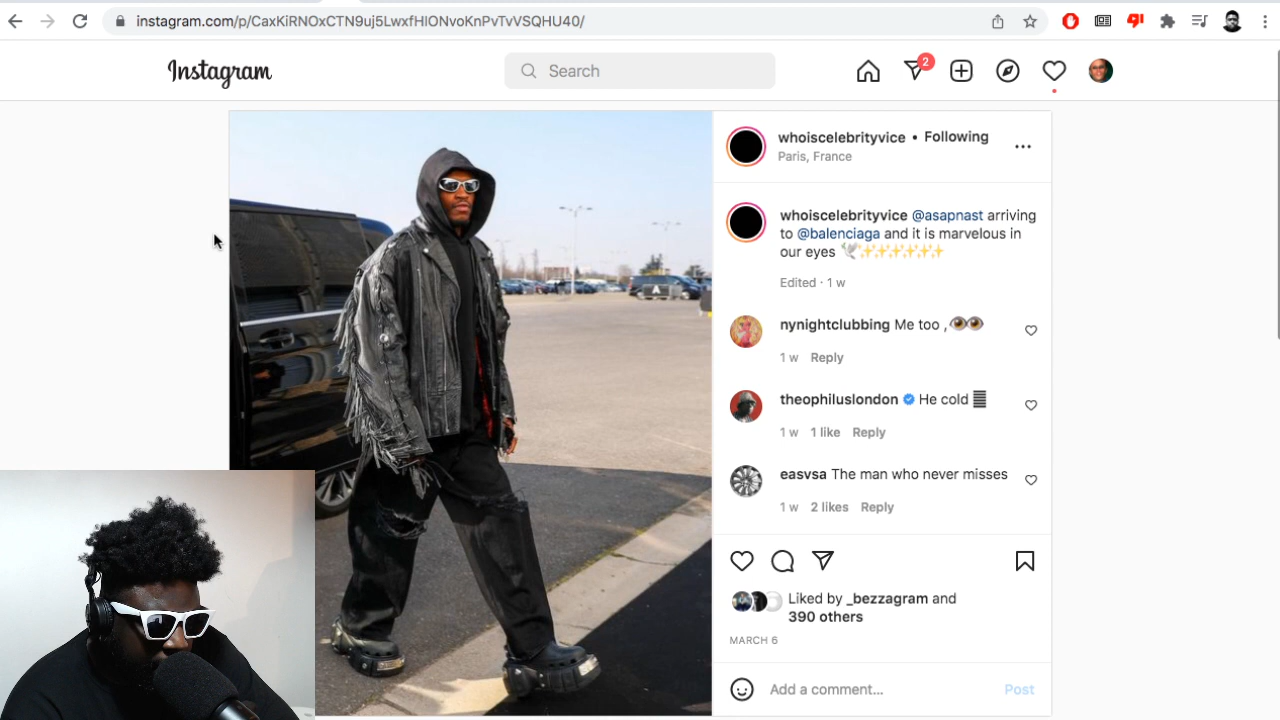 instagram.com/p/CaxKiRNOxCTN9uj5LwxfHlONvoKnPvTvVSQHU40/
Instagram
Search
2
whoiscelebrityvice • Following
Paris, France
whoiscelebrityvice @asapnast arriving
to @balenciaga and it is marvelous in
our eyes 🕊️✨✨✨✨✨✨
Edited · 1 w
nynightclubbing Me too ,👁️👁️
1 w Reply
theophiluslondon He cold
1 w 1 like Reply
easvsa The man who never misses
1 w 2 likes Reply
Liked by _bezzagram and
390 others
MARCH 6
Add a comment... Post